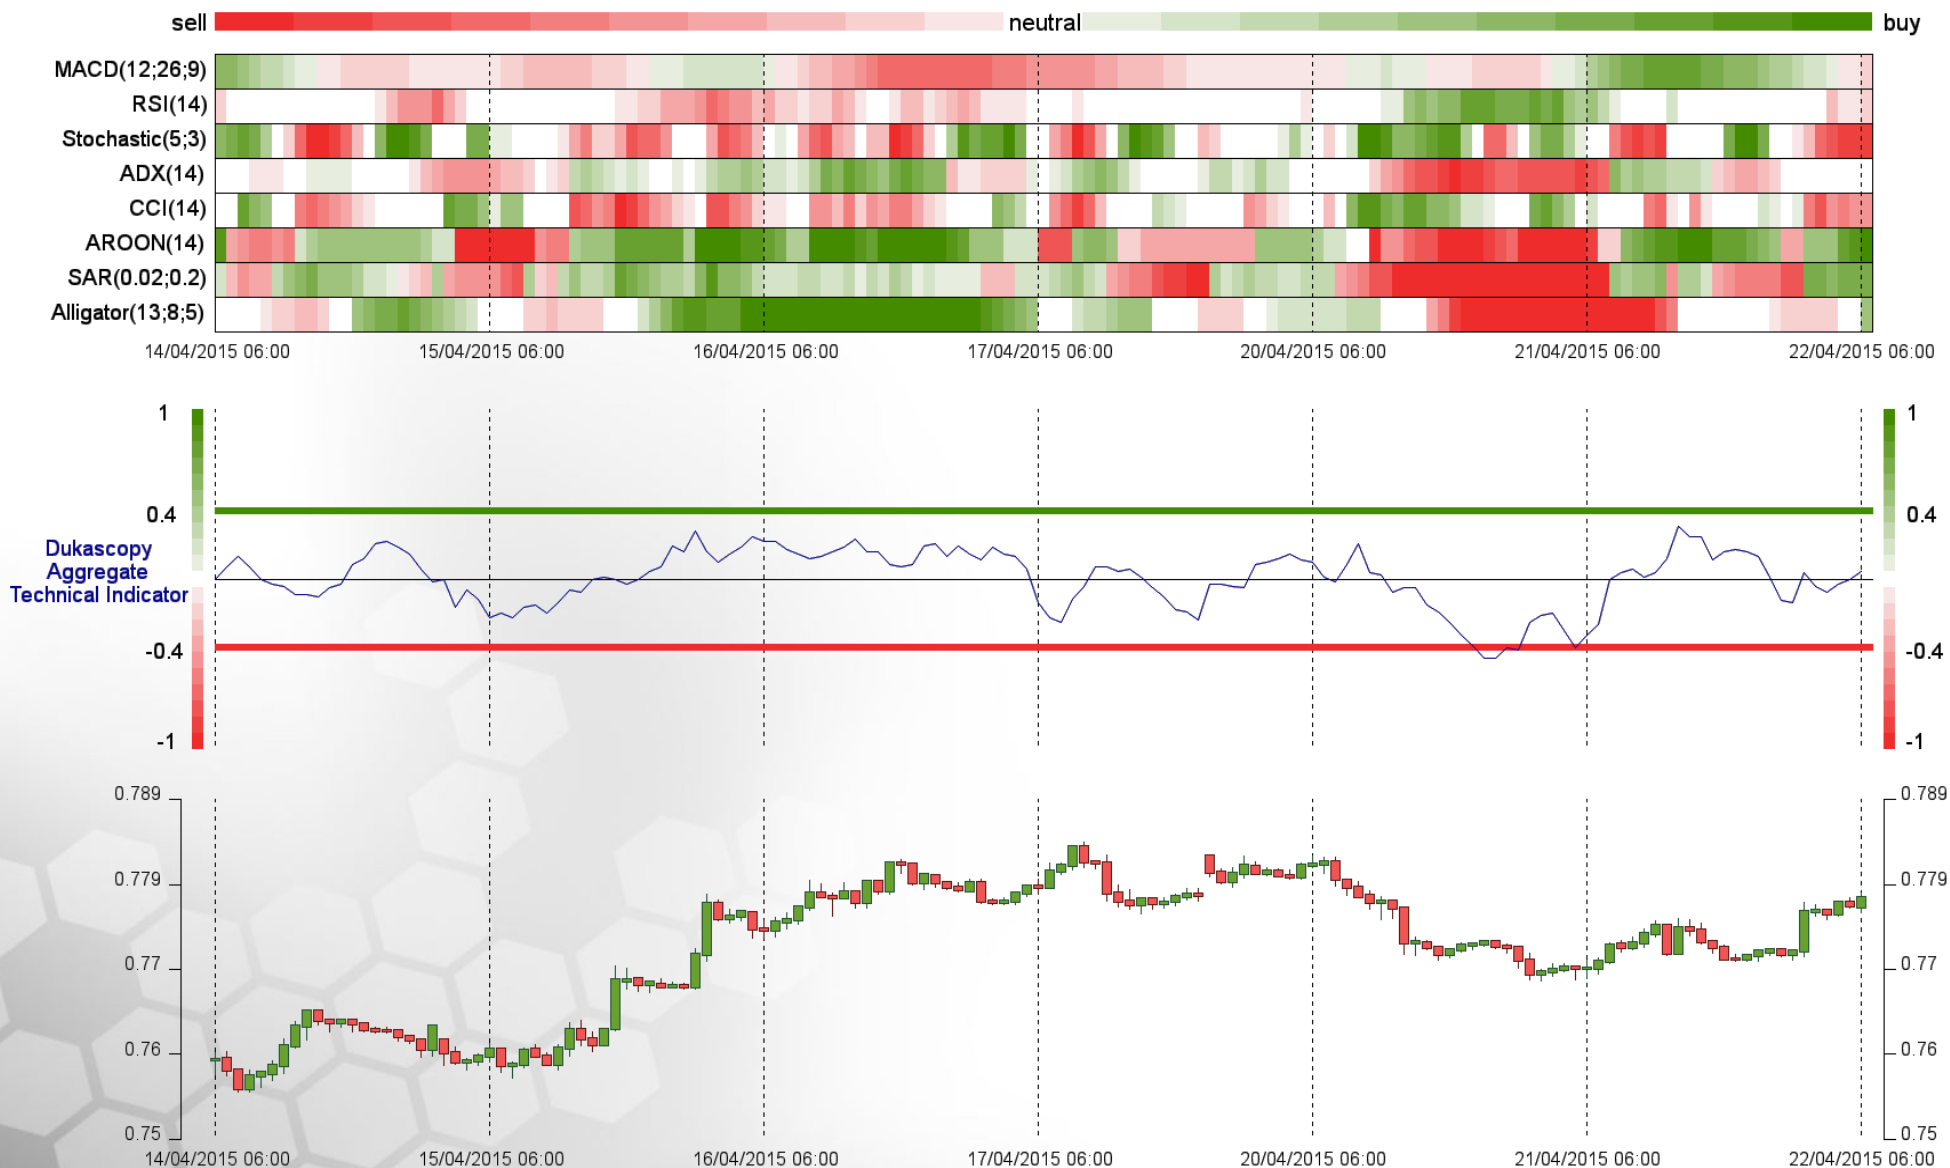 sell neutral buy
MACD(12;26;9)
RSI(14)
Stochastic(5;3)
ADX(14)
CCI(14)
AROON(14)
SAR(0.02;0.2)
Alligator(13;8;5)
14/04/2015 06:00 15/04/2015 06:00 16/04/2015 06:00 17/04/2015 06:00 20/04/2015 06:00 21/04/2015 06:00 22/04/2015 06:00
1 1
0.4 0.4
Dukascopy
Aggregate
Technical Indicator
-0.4 -0.4
-1 -1
0.789 0.789
0.779 0.779
0.77 0.77
0.76 0.76
0.75 0.75
14/04/2015 06:00 15/04/2015 06:00 16/04/2015 06:00 17/04/2015 06:00 20/04/2015 06:00 21/04/2015 06:00 22/04/2015 06:00